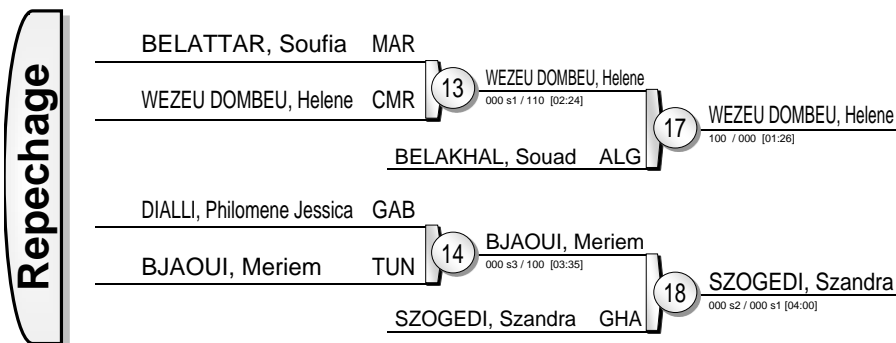 Repechage
BELATTAR, Soufia MAR
WEZEU DOMBEU, Helene CMR
13
WEZEU DOMBEU, Helene
000 s1 / 110 [02:24]
BELAKHAL, Souad ALG
17
WEZEU DOMBEU, Helene
100 / 000 [01:26]
DIALLI, Philomene Jessica GAB
BJAOUI, Meriem TUN
14
BJAOUI, Meriem
000 s3 / 100 [03:35]
SZOGEDI, Szandra GHA
18
SZOGEDI, Szandra
000 s2 / 000 s1 [04:00]